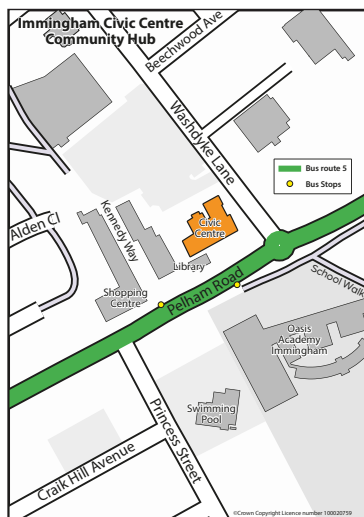 Immingham Civic Centre
Community Hub
Beechwood Ave
Washdyke Lane
Bus route 5
Bus Stops
Alden Cl
Kennedy Way
Civic
Centre
Library
Shopping
Centre
Pelham Road
School Walk
Oasis
Academy
Immingham
Swimming
Pool
Princess Street
Craik Hill Avenue
©Crown Copyright Licence number 100020759